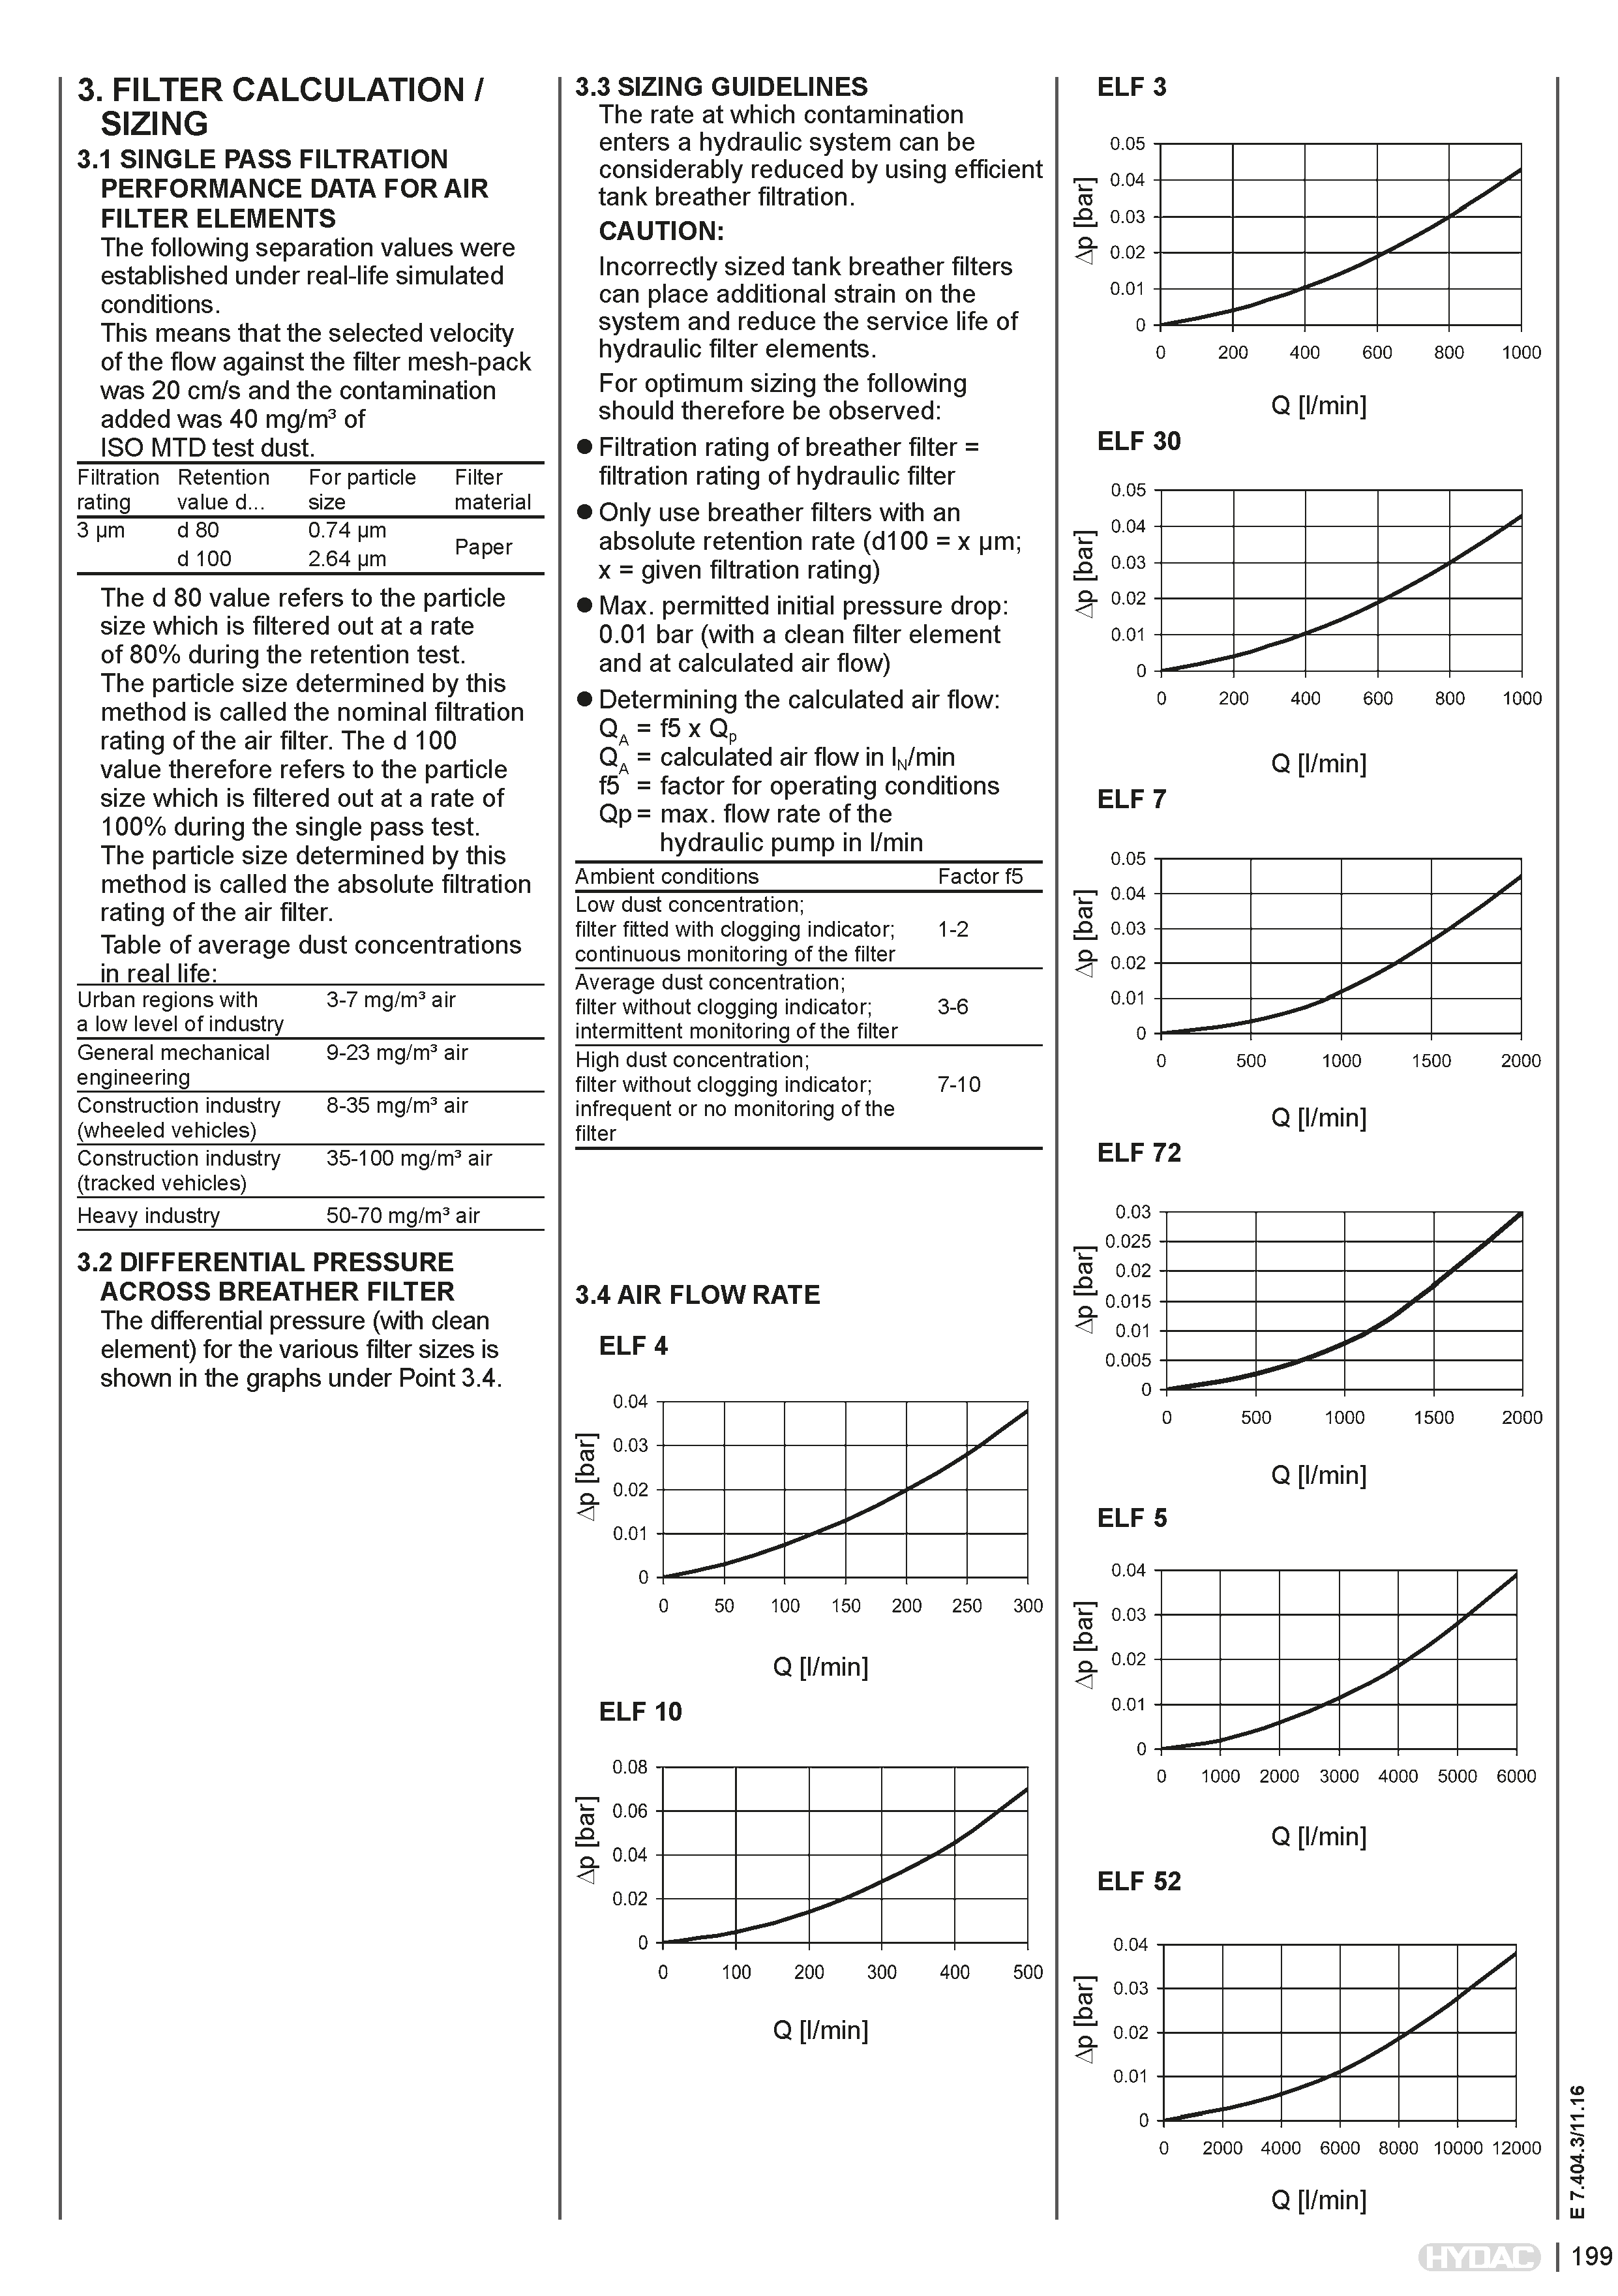 3. FILTER CALCULATION /
SIZING
3.1 SINGLE PASS FILTRATION
PERFORMANCE DATA FOR AIR
FILTER ELEMENTS
The following separation values were
established under real-life simulated
conditions.
This means that the selected velocity
of the flow against the filter mesh-pack
was 20 cm/s and the contamination
added was 40 mg/m³ of
ISO MTD test dust.
Filtration Retention For particle Filter
rating value d... size material
3 µm d 80 0.74 µm
Paper
d 100 2.64 µm
The d 80 value refers to the particle
size which is filtered out at a rate
of 80% during the retention test.
The particle size determined by this
method is called the nominal filtration
rating of the air filter. The d 100
value therefore refers to the particle
size which is filtered out at a rate of
100% during the single pass test.
The particle size determined by this
method is called the absolute filtration
rating of the air filter.
Table of average dust concentrations
in real life:
Urban regions with 3-7 mg/m³ air
a low level of industry
General mechanical 9-23 mg/m³ air
engineering
Construction industry 8-35 mg/m³ air
(wheeled vehicles)
Construction industry 35-100 mg/m³ air
(tracked vehicles)
Heavy industry 50-70 mg/m³ air
3.2 DIFFERENTIAL PRESSURE
ACROSS BREATHER FILTER
The differential pressure (with clean
element) for the various filter sizes is
shown in the graphs under Point 3.4.
3.3 SIZING GUIDELINES
The rate at which contamination
enters a hydraulic system can be
considerably reduced by using efficient
tank breather filtration.
CAUTION:
Incorrectly sized tank breather filters
can place additional strain on the
system and reduce the service life of
hydraulic filter elements.
For optimum sizing the following
should therefore be observed:
● Filtration rating of breather filter =
filtration rating of hydraulic filter
● Only use breather filters with an
absolute retention rate (d100 = x µm;
x = given filtration rating)
● Max. permitted initial pressure drop:
0.01 bar (with a clean filter element
and at calculated air flow)
● Determining the calculated air flow:
QA = f5 x Qp
QA = calculated air flow in lN/min
f5 = factor for operating conditions
Qp = max. flow rate of the
hydraulic pump in l/min
Ambient conditions Factor f5
Low dust concentration;
filter fitted with clogging indicator; 1-2
continuous monitoring of the filter
Average dust concentration;
filter without clogging indicator; 3-6
intermittent monitoring of the filter
High dust concentration;
filter without clogging indicator; 7-10
infrequent or no monitoring of the
filter
3.4 AIR FLOW RATE
ELF 4
∆p [bar]
0.04
0.03
0.02
0.01
0
0 50 100 150 200 250 300
Q [l/min]
ELF 10
∆p [bar]
0.08
0.06
0.04
0.02
0
0 100 200 300 400 500
Q [l/min]
ELF 3
∆p [bar]
0.05
0.04
0.03
0.02
0.01
0
0 200 400 600 800 1000
Q [l/min]
ELF 30
∆p [bar]
0.05
0.04
0.03
0.02
0.01
0
0 200 400 600 800 1000
Q [l/min]
ELF 7
∆p [bar]
0.05
0.04
0.03
0.02
0.01
0
0 500 1000 1500 2000
Q [l/min]
ELF 72
∆p [bar]
0.03
0.025
0.02
0.015
0.01
0.005
0
0 500 1000 1500 2000
Q [l/min]
ELF 5
∆p [bar]
0.04
0.03
0.02
0.01
0
0 1000 2000 3000 4000 5000 6000
Q [l/min]
ELF 52
∆p [bar]
0.04
0.03
0.02
0.01
0
0 2000 4000 6000 8000 10000 12000
Q [l/min]
E 7.404.3/11.16
HYDAC 199